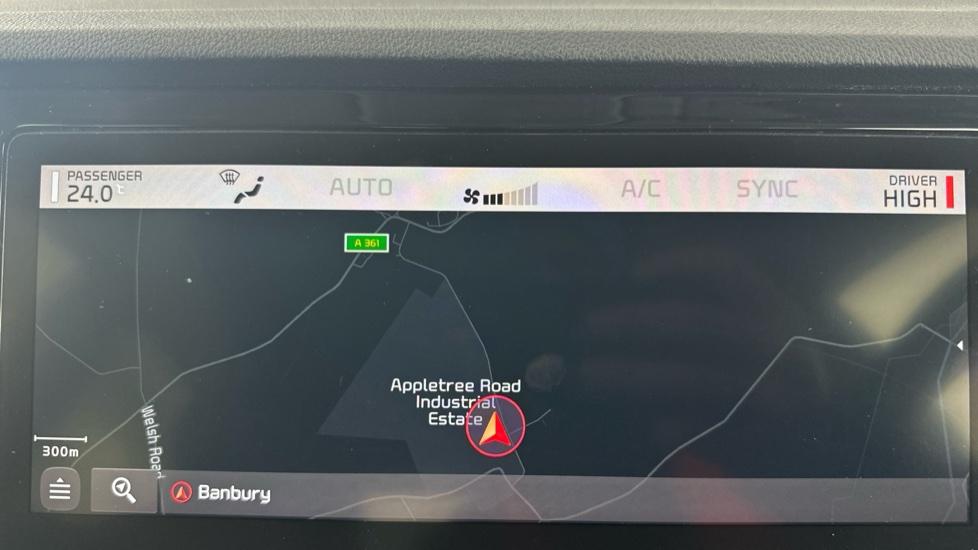 PASSENGER
24.0°C
AUTO
A/C
SYNC
DRIVER
HIGH
A 361
Appletree Road
Industrial
Estate
Welsh Road
300m
Banbury